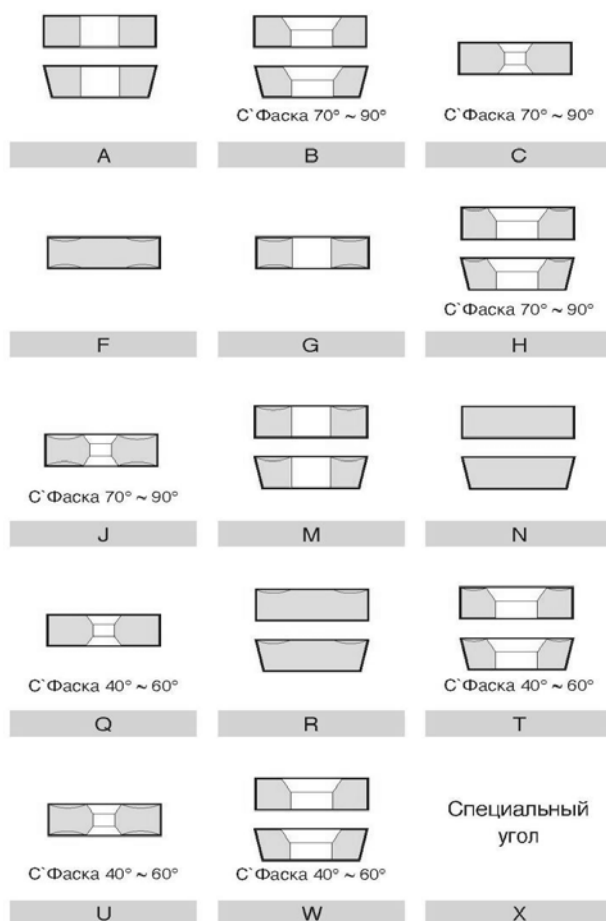 С`Фаска 70° ~ 90° С`Фаска 70° ~ 90°
A B C
С`Фаска 70° ~ 90°
F G H
С`Фаска 70° ~ 90°
J M N
С`Фаска 40° ~ 60° С`Фаска 40° ~ 60°
Q R T
Специальный
угол
С`Фаска 40° ~ 60° С`Фаска 40° ~ 60°
U W X